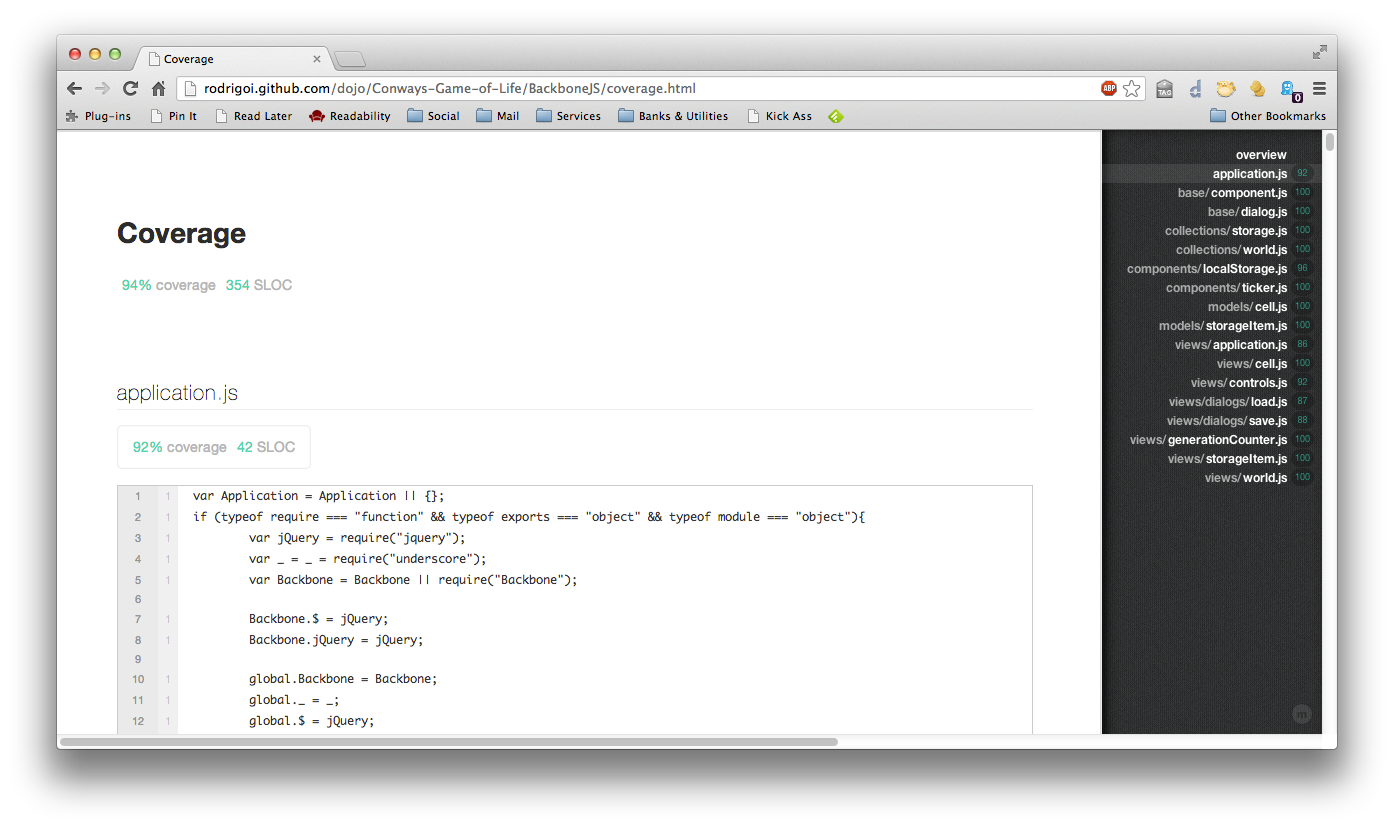 Coverage
rodrigoi.github.com/dojo/Conways-Game-of-Life/BackboneJS/coverage.html
ABP
TAG
d
0
Plug-ins
Pin It
Read Later
Readability
Social
Mail
Services
Banks & Utilities
Kick Ass
Other Bookmarks
Coverage
94% coverage 354 SLOC
application.js
92% coverage 42 SLOC
1 1 var Application = Application || {};
2 1 if (typeof require === "function" && typeof exports === "object" && typeof module === "object"){
3 1 var jQuery = require("jquery");
4 1 var _ = _ = require("underscore");
5 1 var Backbone = Backbone || require("Backbone");
6
7 1 Backbone.$ = jQuery;
8 1 Backbone.jQuery = jQuery;
9
10 1 global.Backbone = Backbone;
11 1 global._ = _;
12 1 global.$ = jQuery;
overview
application.js 92
base/component.js 100
base/dialog.js 100
collections/storage.js 100
collections/world.js 100
components/localStorage.js 96
components/ticker.js 100
models/cell.js 100
models/storageItem.js 100
views/application.js 86
views/cell.js 100
views/controls.js 92
views/dialogs/load.js 87
views/dialogs/save.js 88
views/generationCounter.js 100
views/storageItem.js 100
views/world.js 100
m